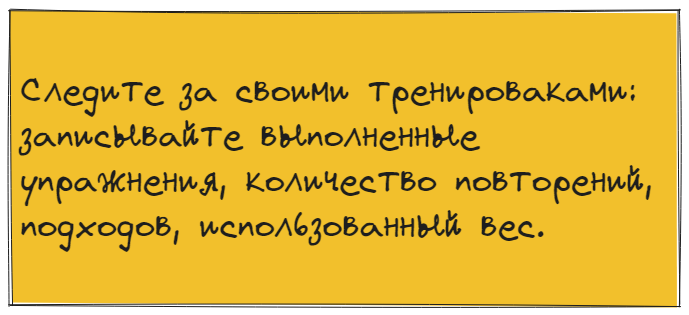 Следите за своими тренироваками:
записывайте выполненные
упражнения, количество повторений,
подходов, использованный вес.